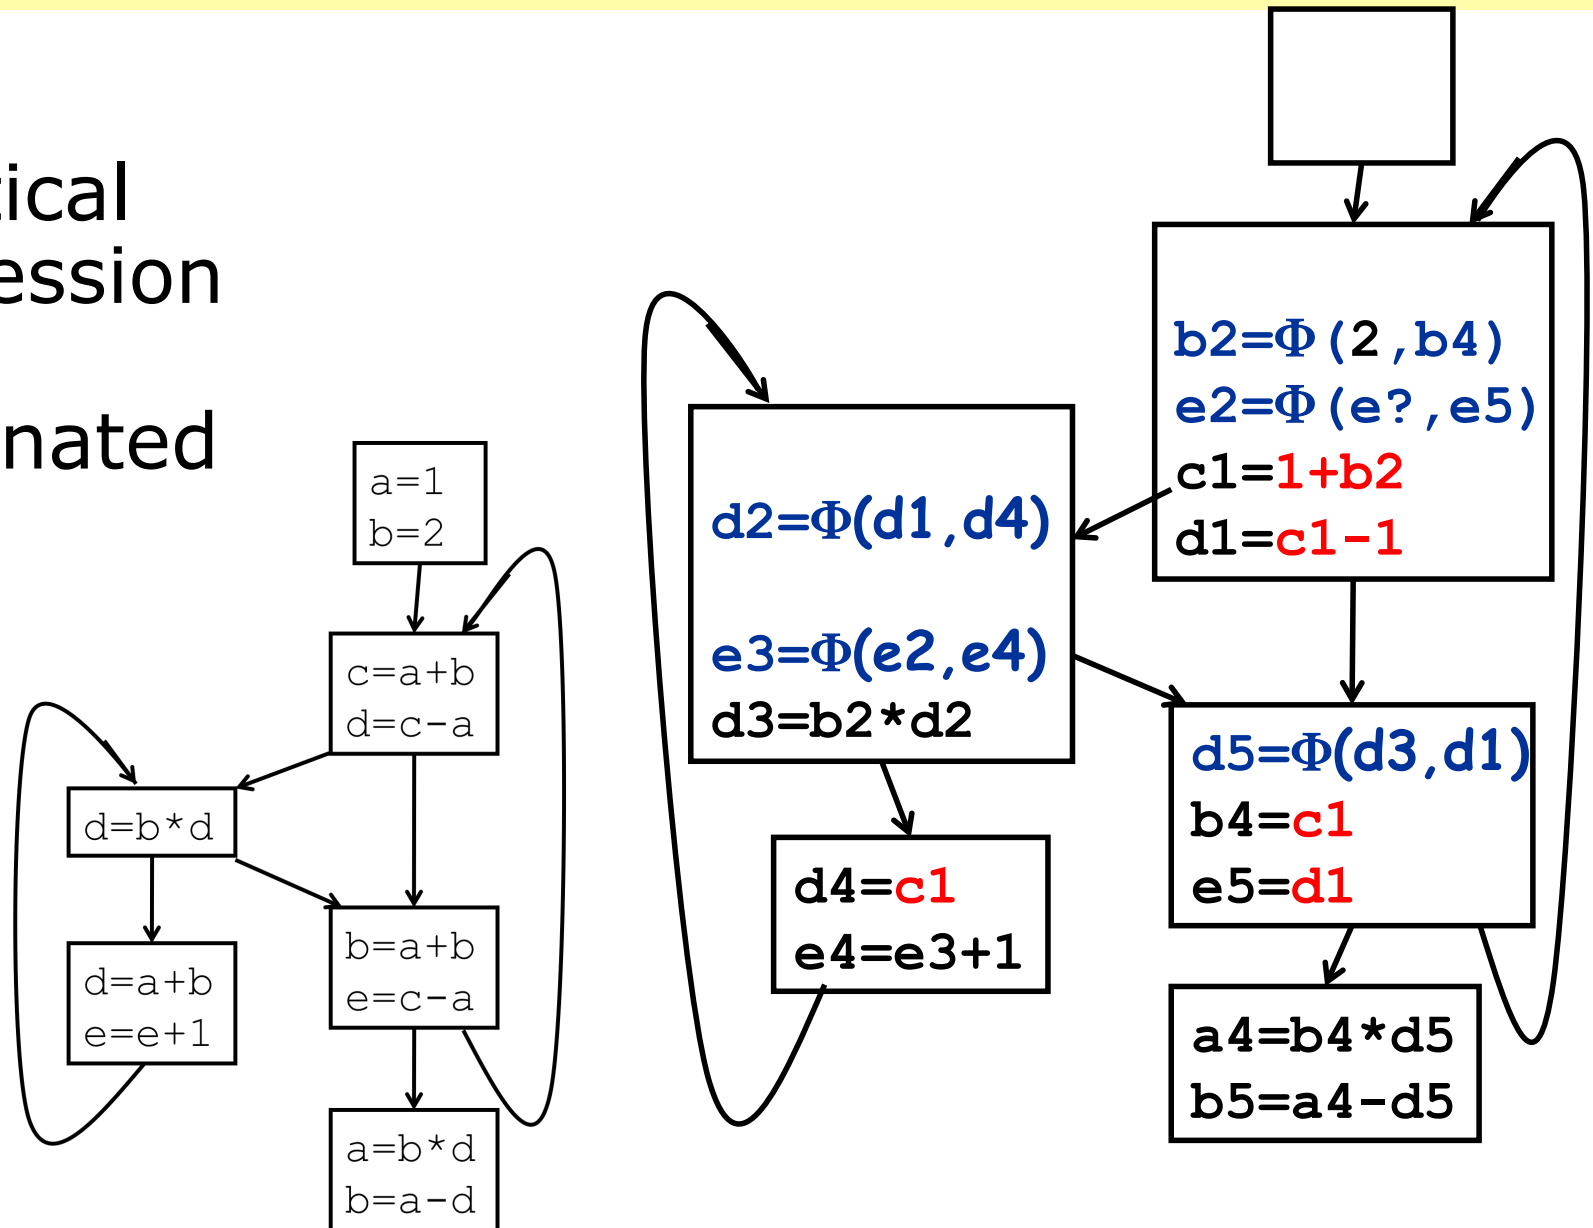 tical
ession
nated
a=1
b=2
c=a+b
d=c-a
d=b*d
d=a+b
e=e+1
b=a+b
e=c-a
a=b*d
b=a-d
b2=Φ(2,b4)
e2=Φ(e?,e5)
c1=1+b2
d1=c1-1
d2=Φ(d1,d4)
e3=Φ(e2,e4)
d3=b2*d2
d4=c1
e4=e3+1
d5=Φ(d3,d1)
b4=c1
e5=d1
a4=b4*d5
b5=a4-d5